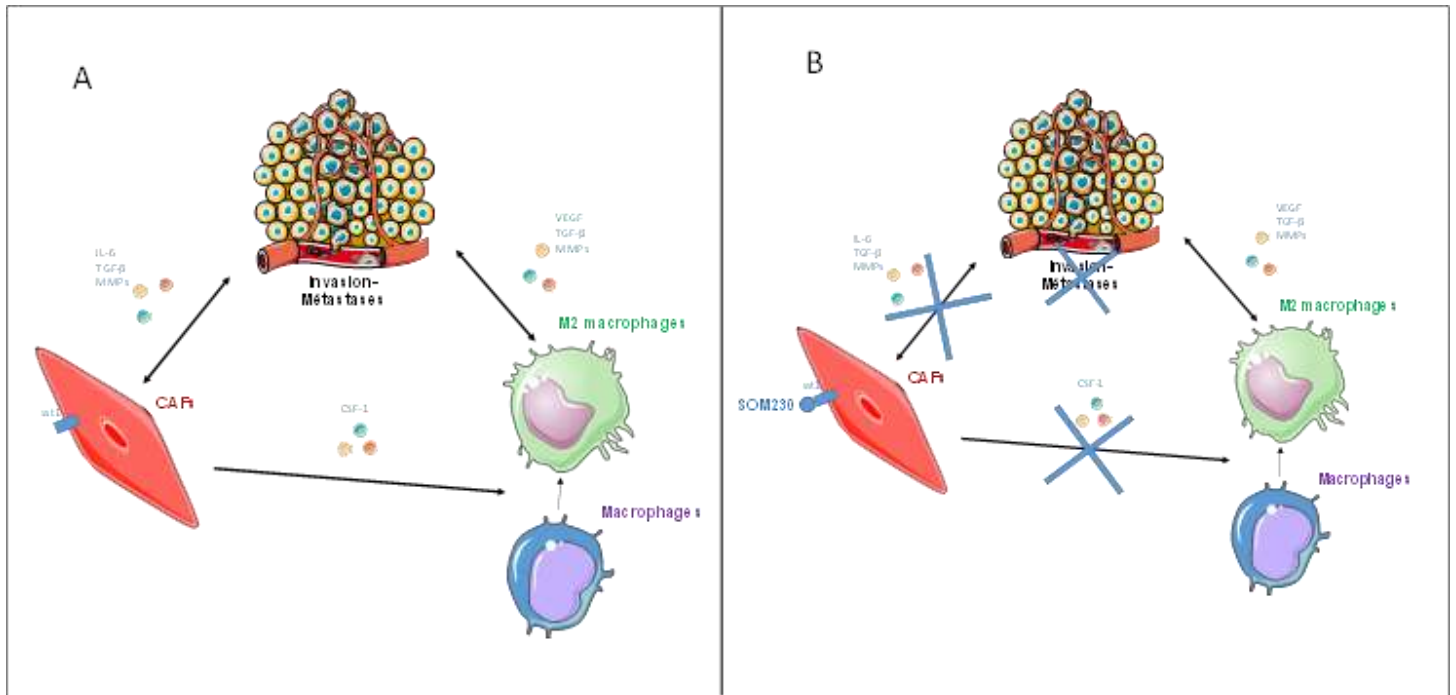 A
IL-6
TGF-β
MMPs
VEGF
TGF-β
MMPs
Invasion-
Métastases
M2 macrophages
CAFs
CSF-1
Macrophages
B
IL-6
TGF-β
MMPs
VEGF
TGF-β
MMPs
Invasion-
Métastases
M2 macrophages
CAFs
SOM230
CSF-1
Macrophages